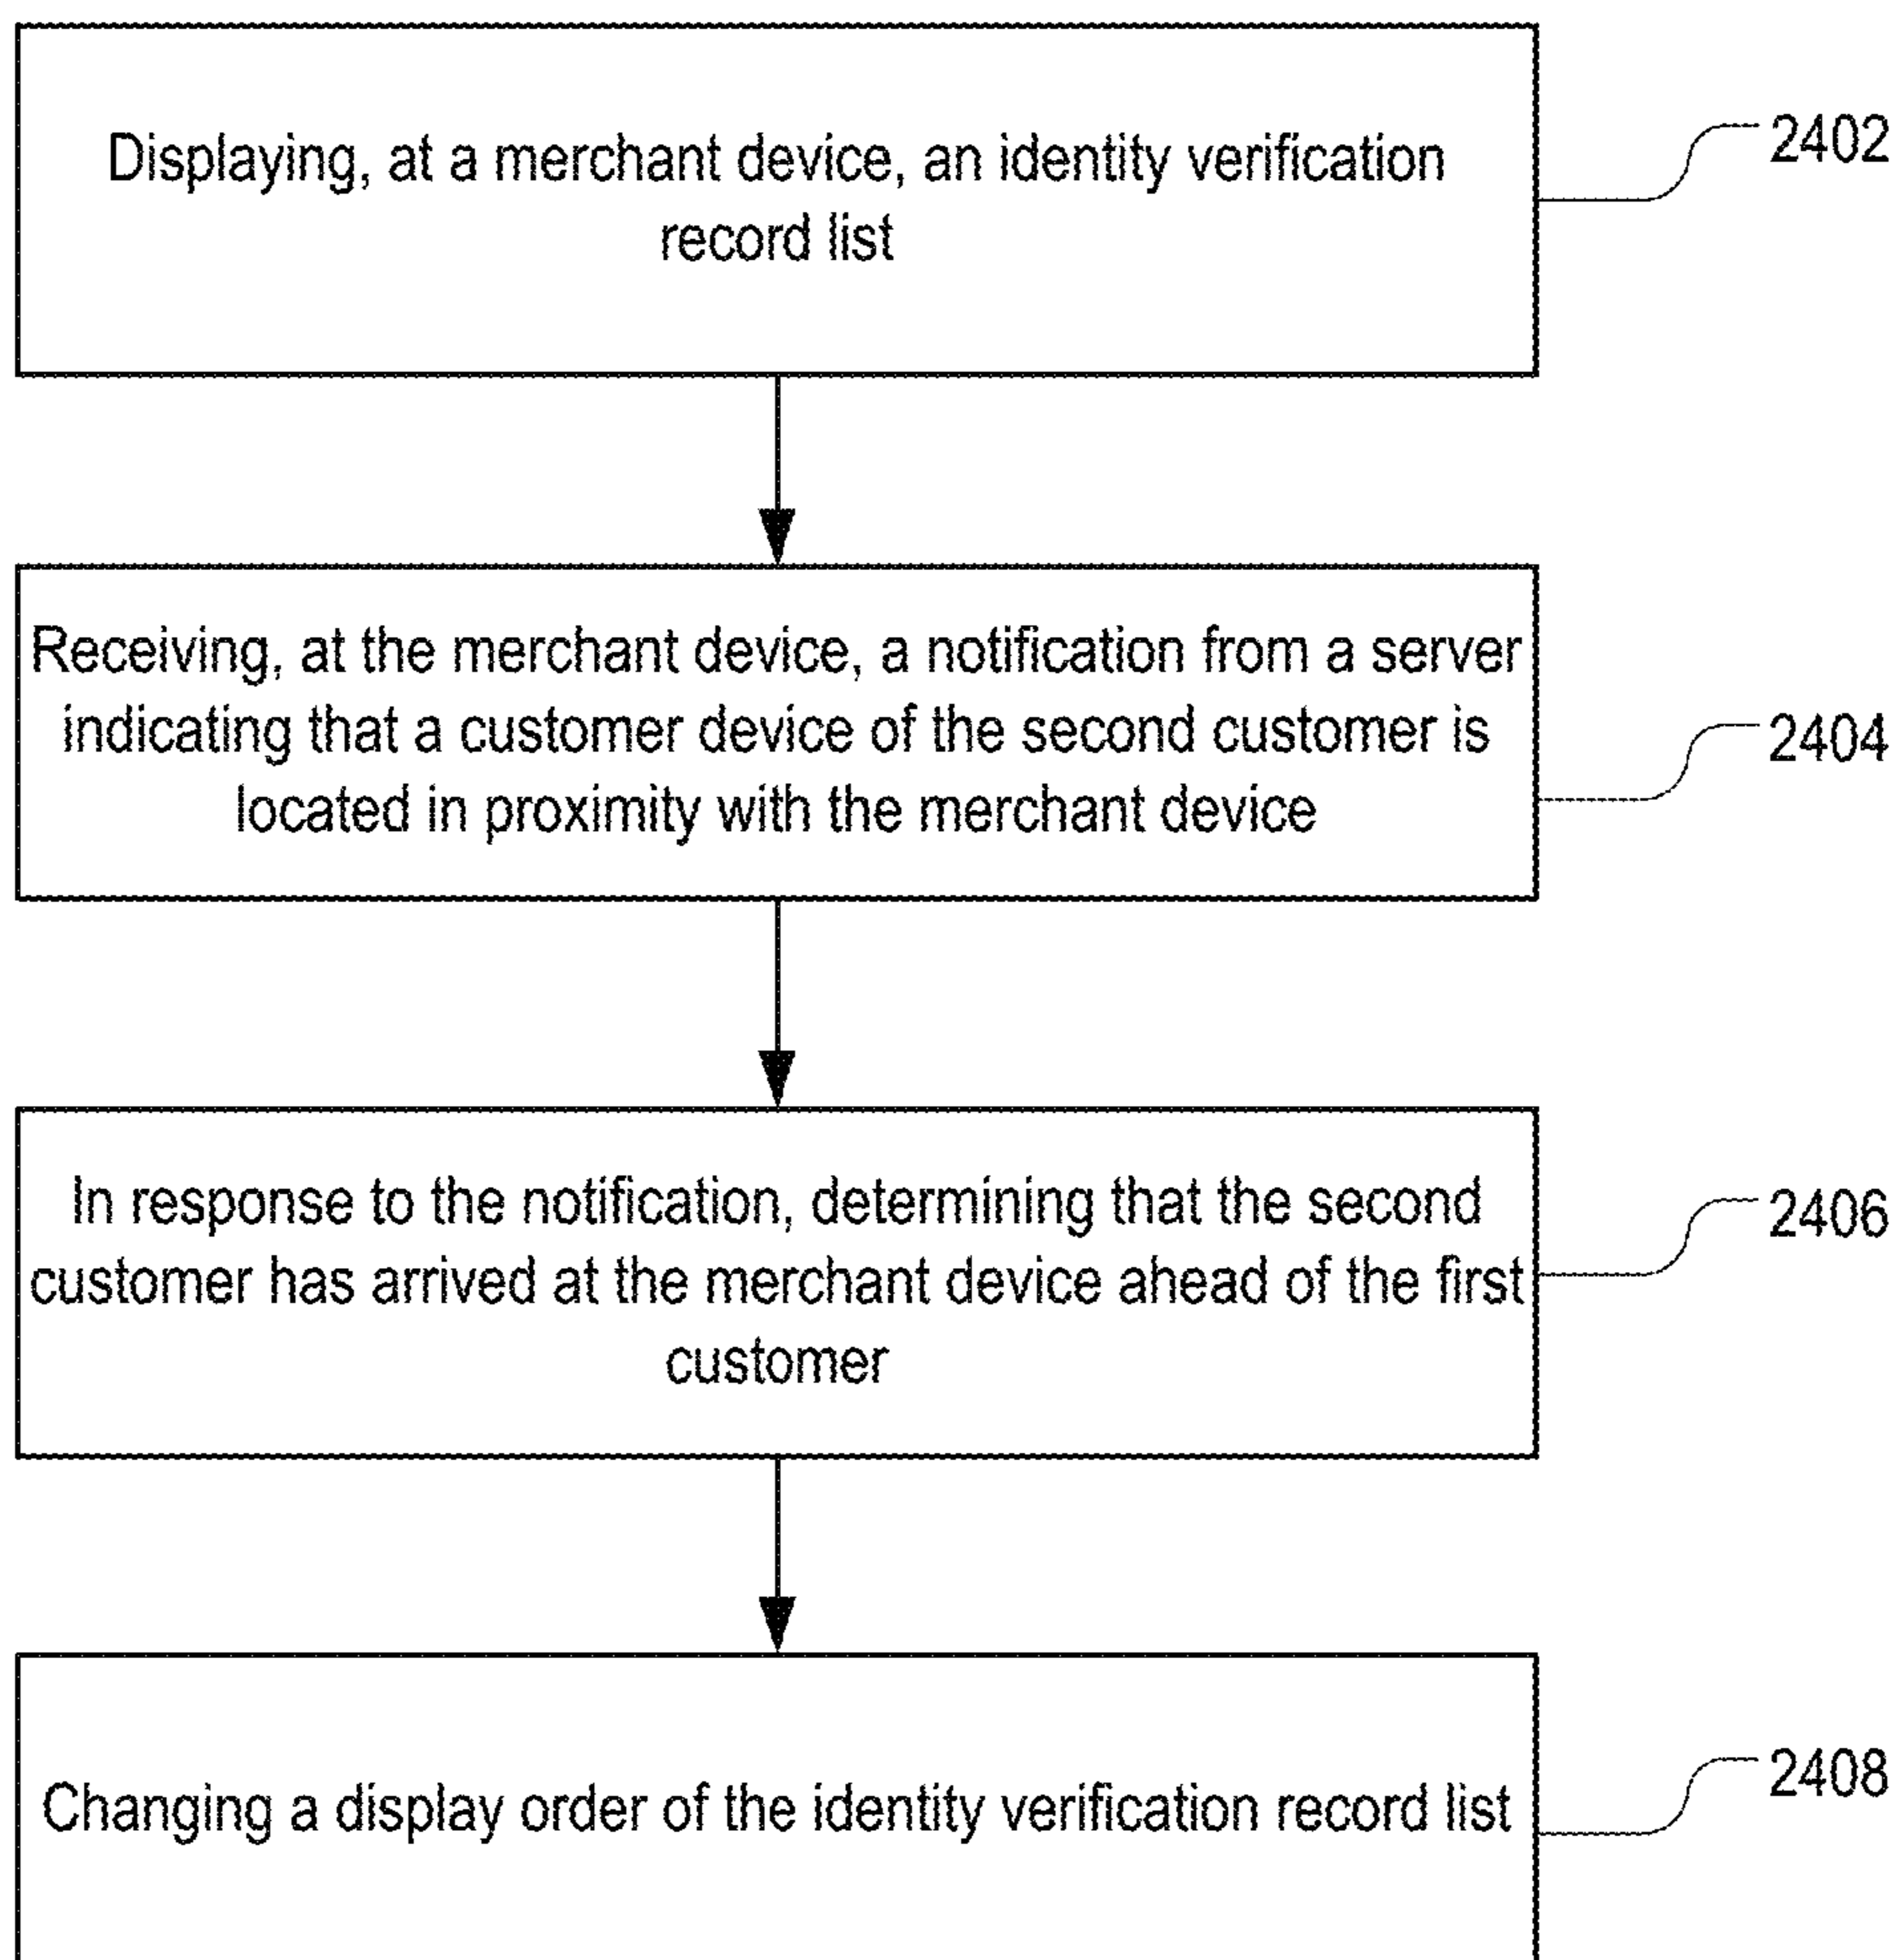 Displaying, at a merchant device, an identity verification
record list
2402
Receiving, at the merchant device, a notification from a server
indicating that a customer device of the second customer is
located in proximity with the merchant device
2404
In response to the notification, determining that the second
customer has arrived at the merchant device ahead of the first
customer
2406
Changing a display order of the identity verification record list
2408